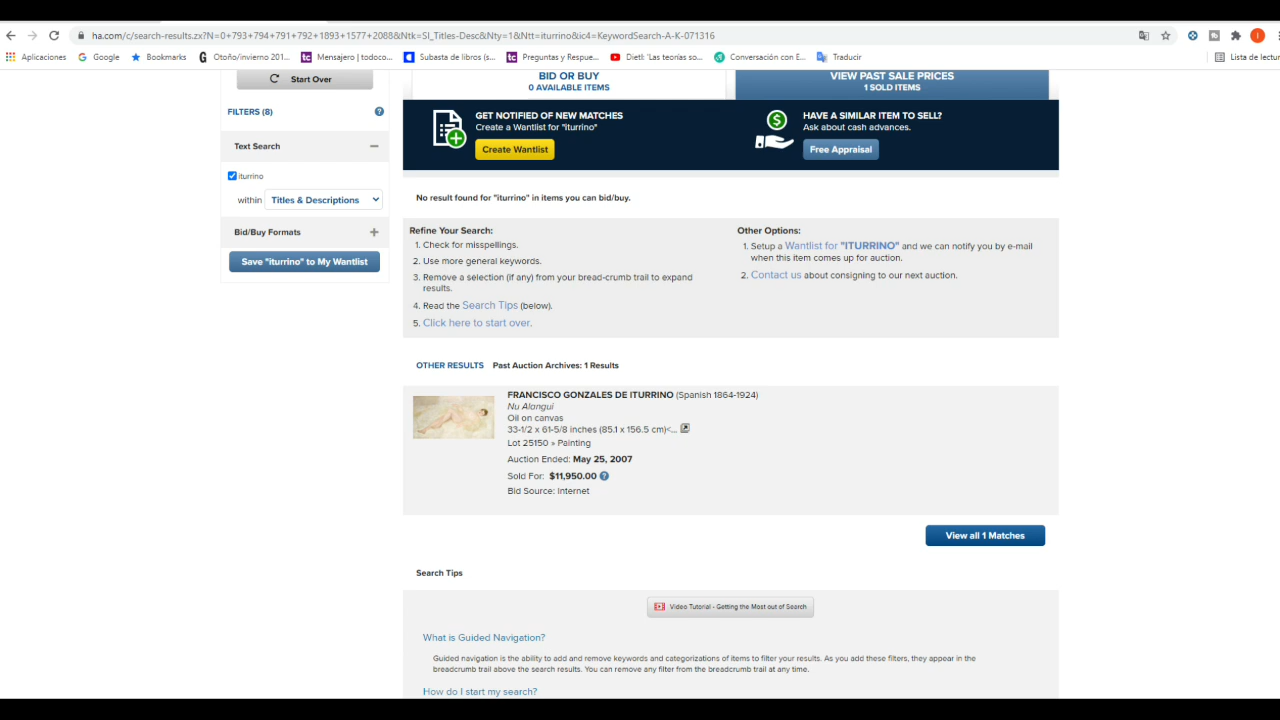 ha.com/c/search-results.zx?N=0+793+794+791+792+1893+1577+2088&Ntk=SI_Titles-Desc&Nty=1&Ntt=iturrino&ic4=KeywordSearch-A-K-071316
Aplicaciones
Google
Bookmarks
Otoño/invierno 201...
Mensajero | todoco...
Subasta de libros (s...
Preguntas y Respue...
Dietl: 'Las teorías so...
Conversación con E...
Traducir
Lista de lectur
Start Over
BID OR BUY
0 AVAILABLE ITEMS
VIEW PAST SALE PRICES
1 SOLD ITEMS
FILTERS (8)
GET NOTIFIED OF NEW MATCHES
Create a Wantlist for "iturrino"
Create Wantlist
HAVE A SIMILAR ITEM TO SELL?
Ask about cash advances.
Free Appraisal
Text Search
iturrino
within Titles & Descriptions
Bid/Buy Formats
Save "iturrino" to My Wantlist
No result found for "iturrino" in items you can bid/buy.
Refine Your Search:
1. Check for misspellings.
2. Use more general keywords.
3. Remove a selection (if any) from your bread-crumb trail to expand
results.
4. Read the Search Tips (below).
5. Click here to start over.
Other Options:
1. Setup a Wantlist for "ITURRINO" and we can notify you by e-mail
when this item comes up for auction.
2. Contact us about consigning to our next auction.
OTHER RESULTS Past Auction Archives: 1 Results
FRANCISCO GONZALES DE ITURRINO (Spanish 1864-1924)
Nu Alangui
Oil on canvas
33-1/2 x 61-5/8 inches (85.1 x 156.5 cm)<...
Lot 25150 » Painting
Auction Ended: May 25, 2007
Sold For: $11,950.00
Bid Source: Internet
View all 1 Matches
Search Tips
Video Tutorial - Getting the Most out of Search
What is Guided Navigation?
Guided navigation is the ability to add and remove keywords and categorizations of items to filter your results. As you add these filters, they appear in the
breadcrumb trail above the search results. You can remove any filter from the breadcrumb trail at any time.
How do I start my search?